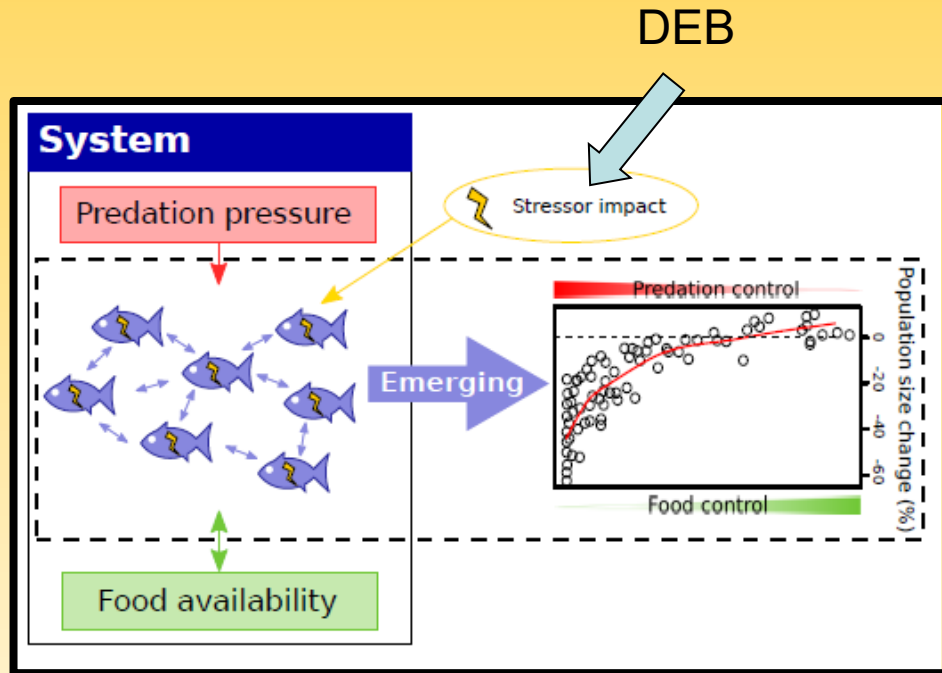 DEB
System
Predation pressure
Stressor impact
Predation control
Emerging
Population size change (%)
0
-20
-40
-60
Food control
Food availability